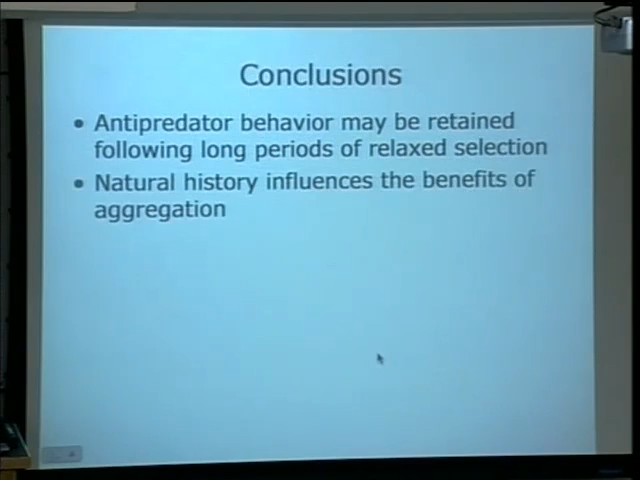 Conclusions
• Antipredator behavior may be retained
following long periods of relaxed selection
• Natural history influences the benefits of
aggregation